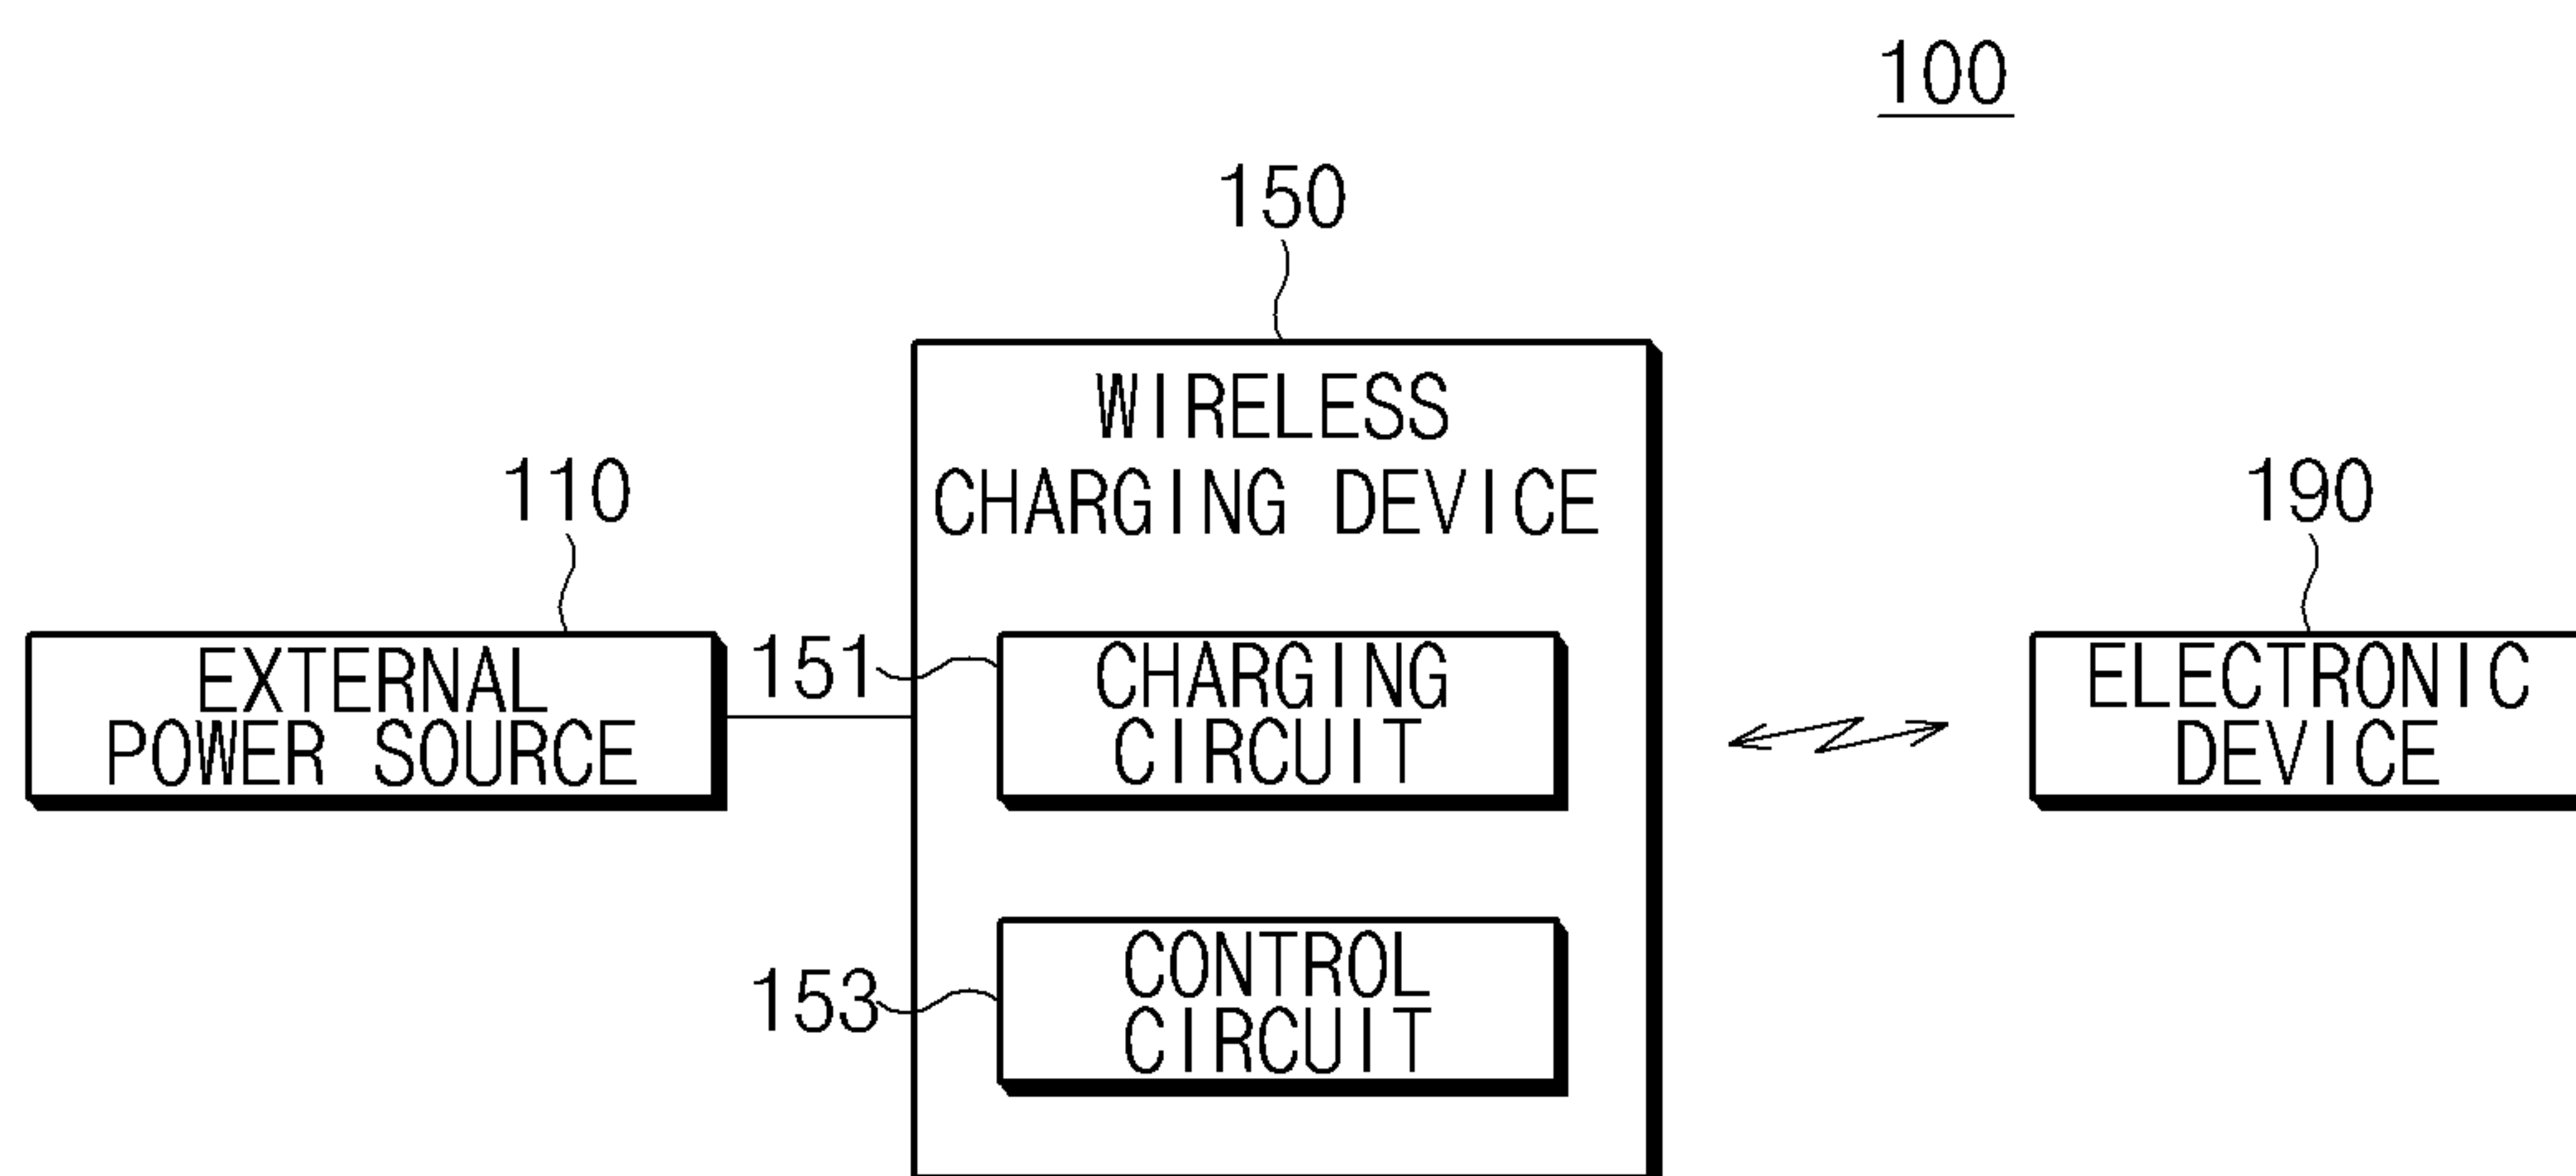 100
150
WIRELESS
CHARGING DEVICE
110
190
EXTERNAL
POWER SOURCE
151
CHARGING
CIRCUIT
ELECTRONIC
DEVICE
153
CONTROL
CIRCUIT